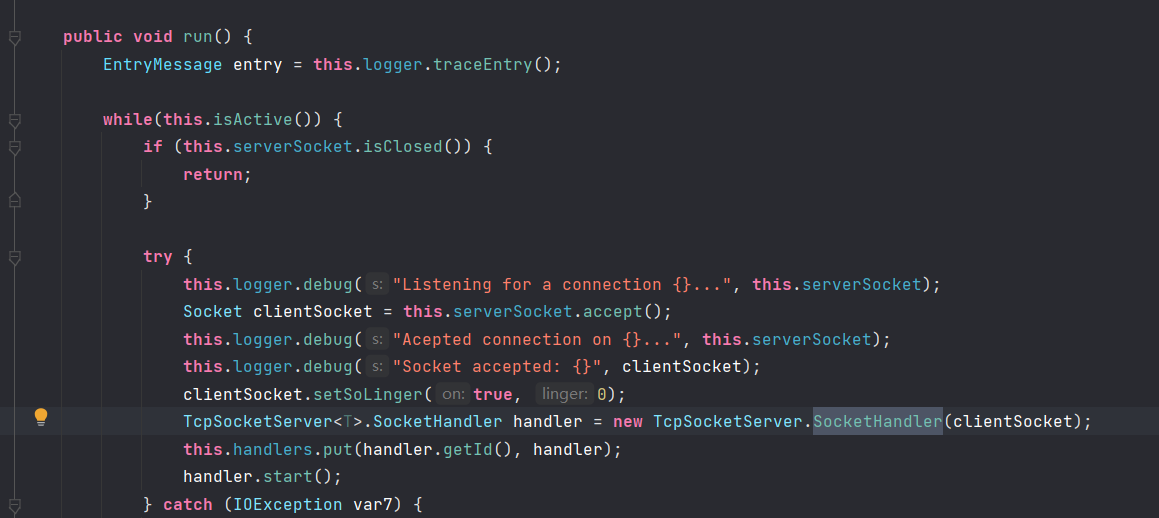 public void run() {
EntryMessage entry = this.logger.traceEntry();
while(this.isActive()) {
if (this.serverSocket.isClosed()) {
return;
}
try {
this.logger.debug( s: "Listening for a connection {}...", this.serverSocket);
Socket clientSocket = this.serverSocket.accept();
this.logger.debug( s: "Acepted connection on {}...", this.serverSocket);
this.logger.debug( s: "Socket accepted: {}", clientSocket);
clientSocket.setSoLinger( on: true, linger: 0);
TcpSocketServer<T>.SocketHandler handler = new TcpSocketServer.SocketHandler(clientSocket);
this.handlers.put(handler.getId(), handler);
handler.start();
} catch (IOException var7) {